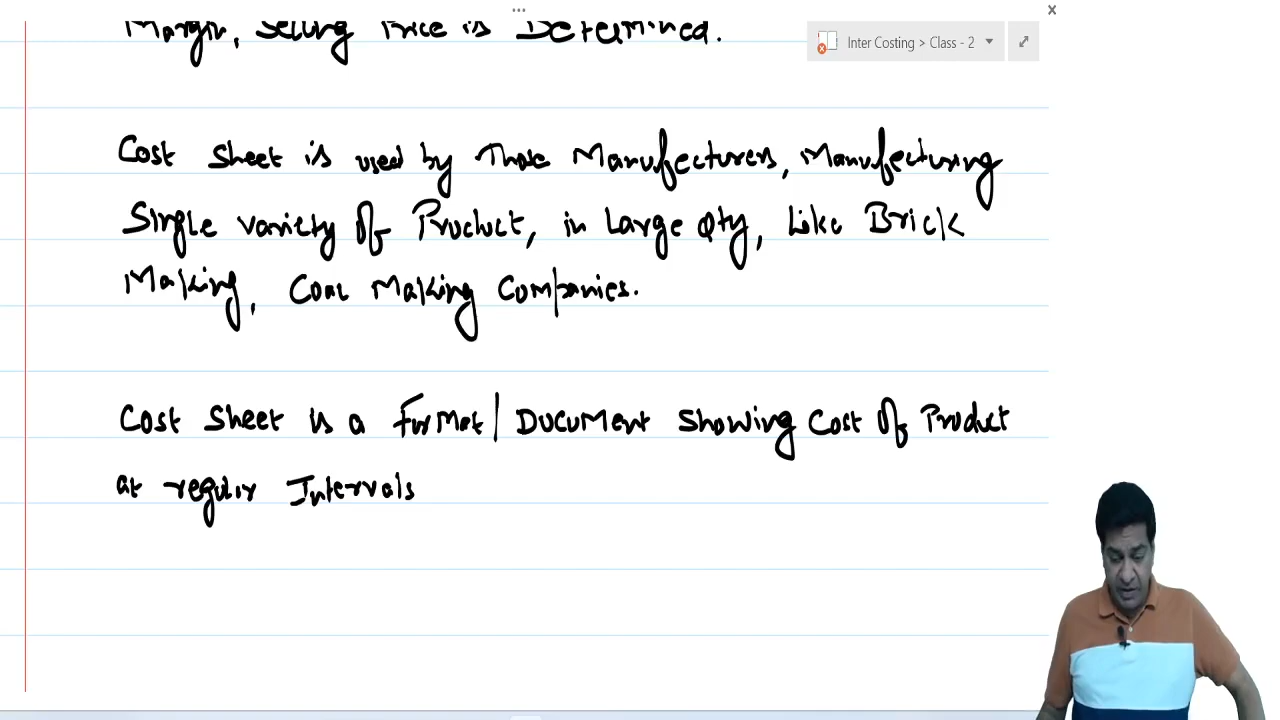 Margin, Selling Price is Determined.
Inter Costing > Class - 2
Cost Sheet is used by Those Manufecturers, Manufecturing
Single variety of Product, in Large Qty, Like Brick
Making, Coal Making Companies.
Cost Sheet is a Format/Document Showing Cost of Product
at regular Intervals